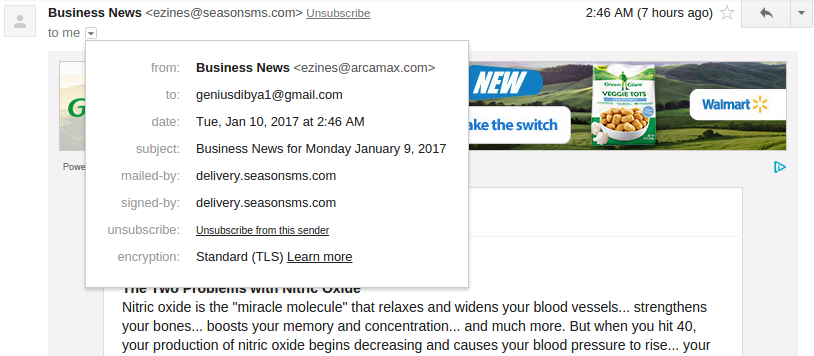 Business News <ezines@seasonsms.com> Unsubscribe 2:46 AM (7 hours ago)
to me
from: Business News <ezines@arcamax.com>
to: geniusdibya1@gmail.com
date: Tue, Jan 10, 2017 at 2:46 AM
subject: Business News for Monday January 9, 2017
mailed-by: delivery.seasonsms.com
signed-by: delivery.seasonsms.com
unsubscribe: Unsubscribe from this sender
encryption: Standard (TLS) Learn more
G
NEW
ake the switch
Green Giant
VEGGIE TOTS
Walmart
Powe
The Two Problems with Nitric Oxide
Nitric oxide is the "miracle molecule" that relaxes and widens your blood vessels... strengthens
your bones... boosts your memory and concentration... and much more. But when you hit 40,
your production of nitric oxide begins decreasing and causes your blood pressure to rise... your